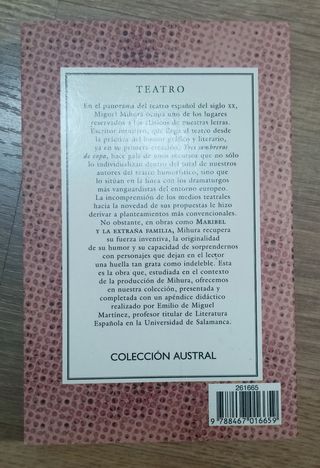 TEATRO
En el panorama del teatro español del siglo XX,
Miguel Mihura ocupa uno de los lugares
reservados a los clásicos de nuestras letras.
Escritor intuitivo, que llega al teatro desde
la práctica del humor gráfico y literario,
ya en su primera creación, Tres sombreros
de copa, hace gala de unos recursos que no sólo
lo individualizan dentro del total de nuestros
autores del teatro humorístico, sino que
lo sitúan en la línea con los dramaturgos
más vanguardistas del entorno europeo.
La incomprensión de los medios teatrales
hacia la novedad de sus propuestas le hizo
derivar a planteamientos más convencionales.
No obstante, en obras como MARIBEL
Y LA EXTRAÑA FAMILIA, Mihura recupera
su fuerza inventiva, la originalidad
de su humor y su capacidad de sorprendernos
con personajes que dejan en el lector
una huella tan grata como indeleble. Esta
es la obra que, estudiada en el contexto
de la producción de Mihura, ofrecemos
en nuestra colección, presentada y
completada con un apéndice didáctico
realizado por Emilio de Miguel
Martínez, profesor titular de Literatura
Española en la Universidad de Salamanca.
COLECCIÓN AUSTRAL
261665
9 788467 016659